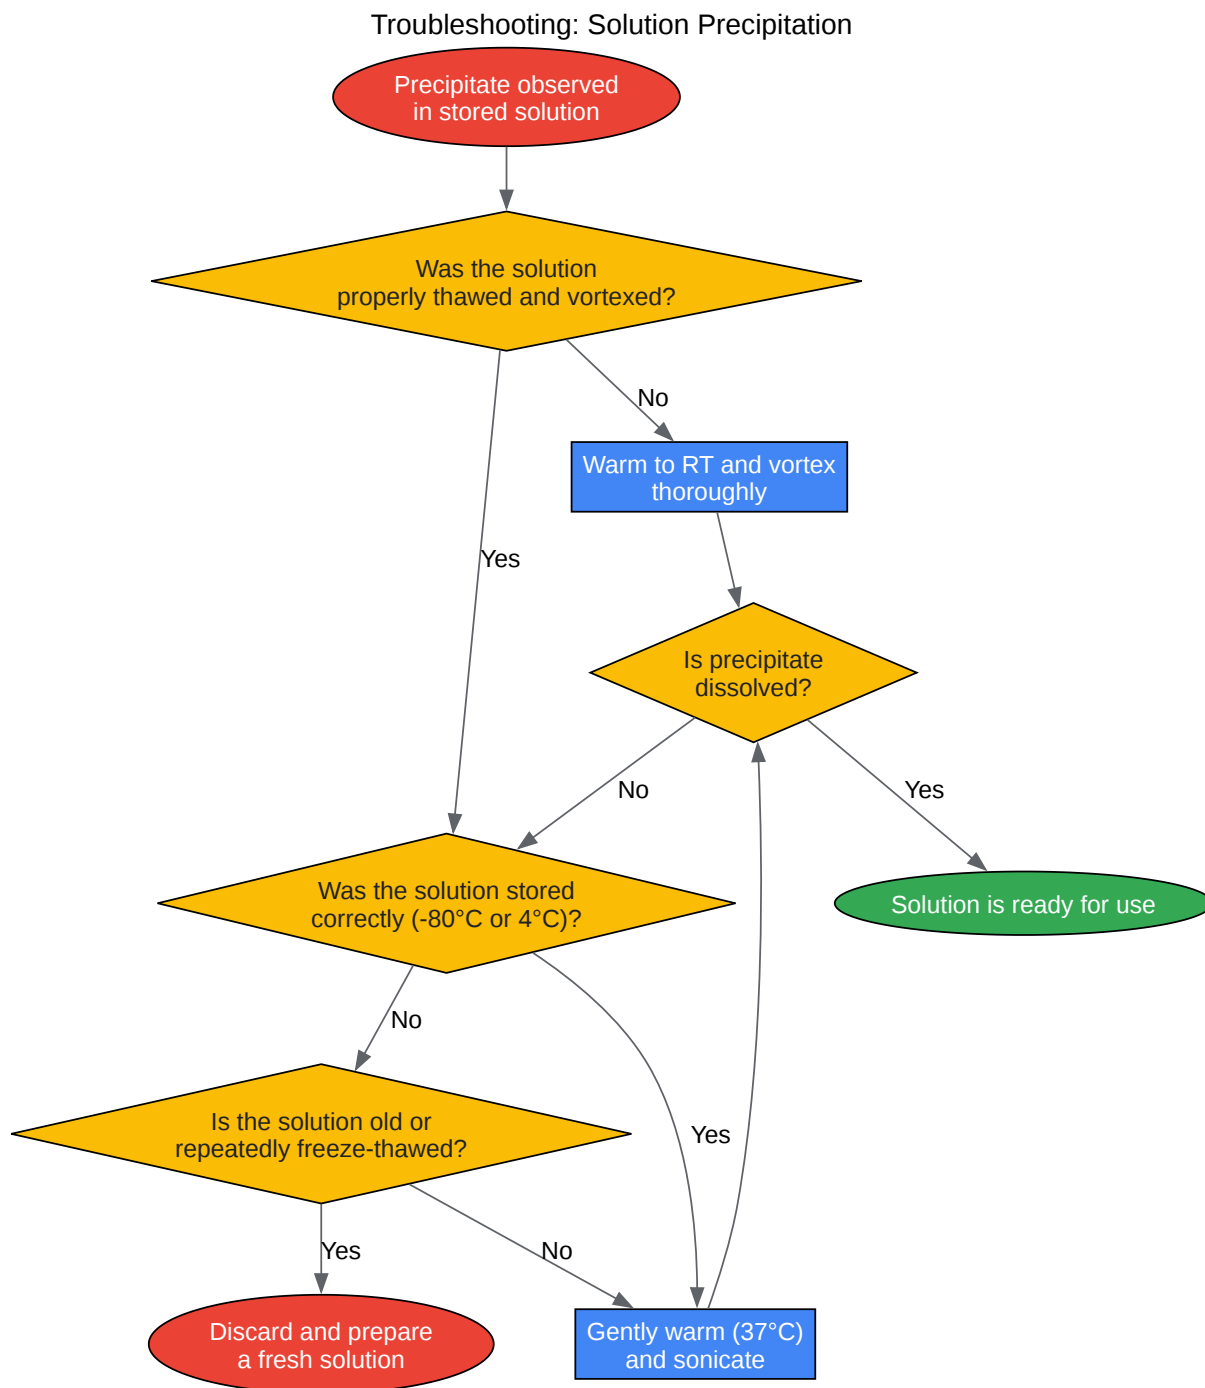 Troubleshooting: Solution Precipitation
Precipitate observed
in stored solution
Was the solution
properly thawed and vortexed?
No
Warm to RT and vortex
thoroughly
Yes
Is precipitate
dissolved?
No
Yes
Was the solution stored
correctly (-80°C or 4°C)?
Solution is ready for use
No
Is the solution old or
repeatedly freeze-thawed?
Yes
Yes
No
Discard and prepare
a fresh solution
Gently warm (37°C)
and sonicate